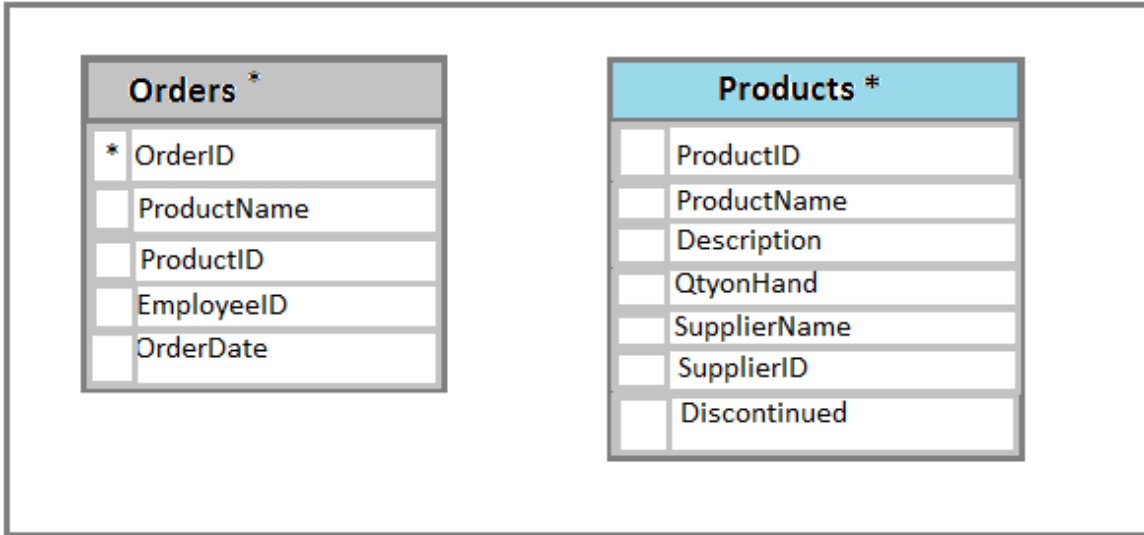 Orders *
* OrderID
ProductName
ProductID
EmployeeID
OrderDate
Products *
ProductID
ProductName
Description
QtyonHand
SupplierName
SupplierID
Discontinued